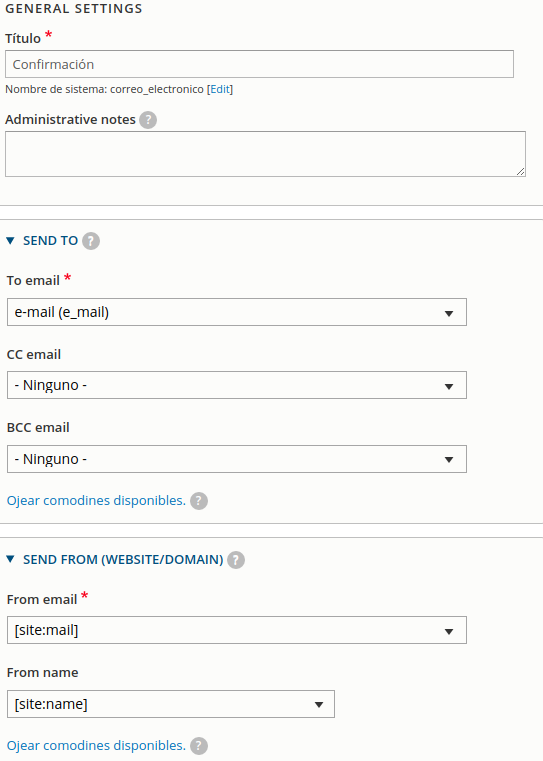 GENERAL SETTINGS
Título *
Confirmación
Nombre de sistema: correo_electronico [Edit]
Administrative notes ?
SEND TO ?
To email *
e-mail (e_mail)
CC email
- Ninguno -
BCC email
- Ninguno -
Ojear comodines disponibles. ?
SEND FROM (WEBSITE/DOMAIN) ?
From email *
[site:mail]
From name
[site:name]
Ojear comodines disponibles. ?